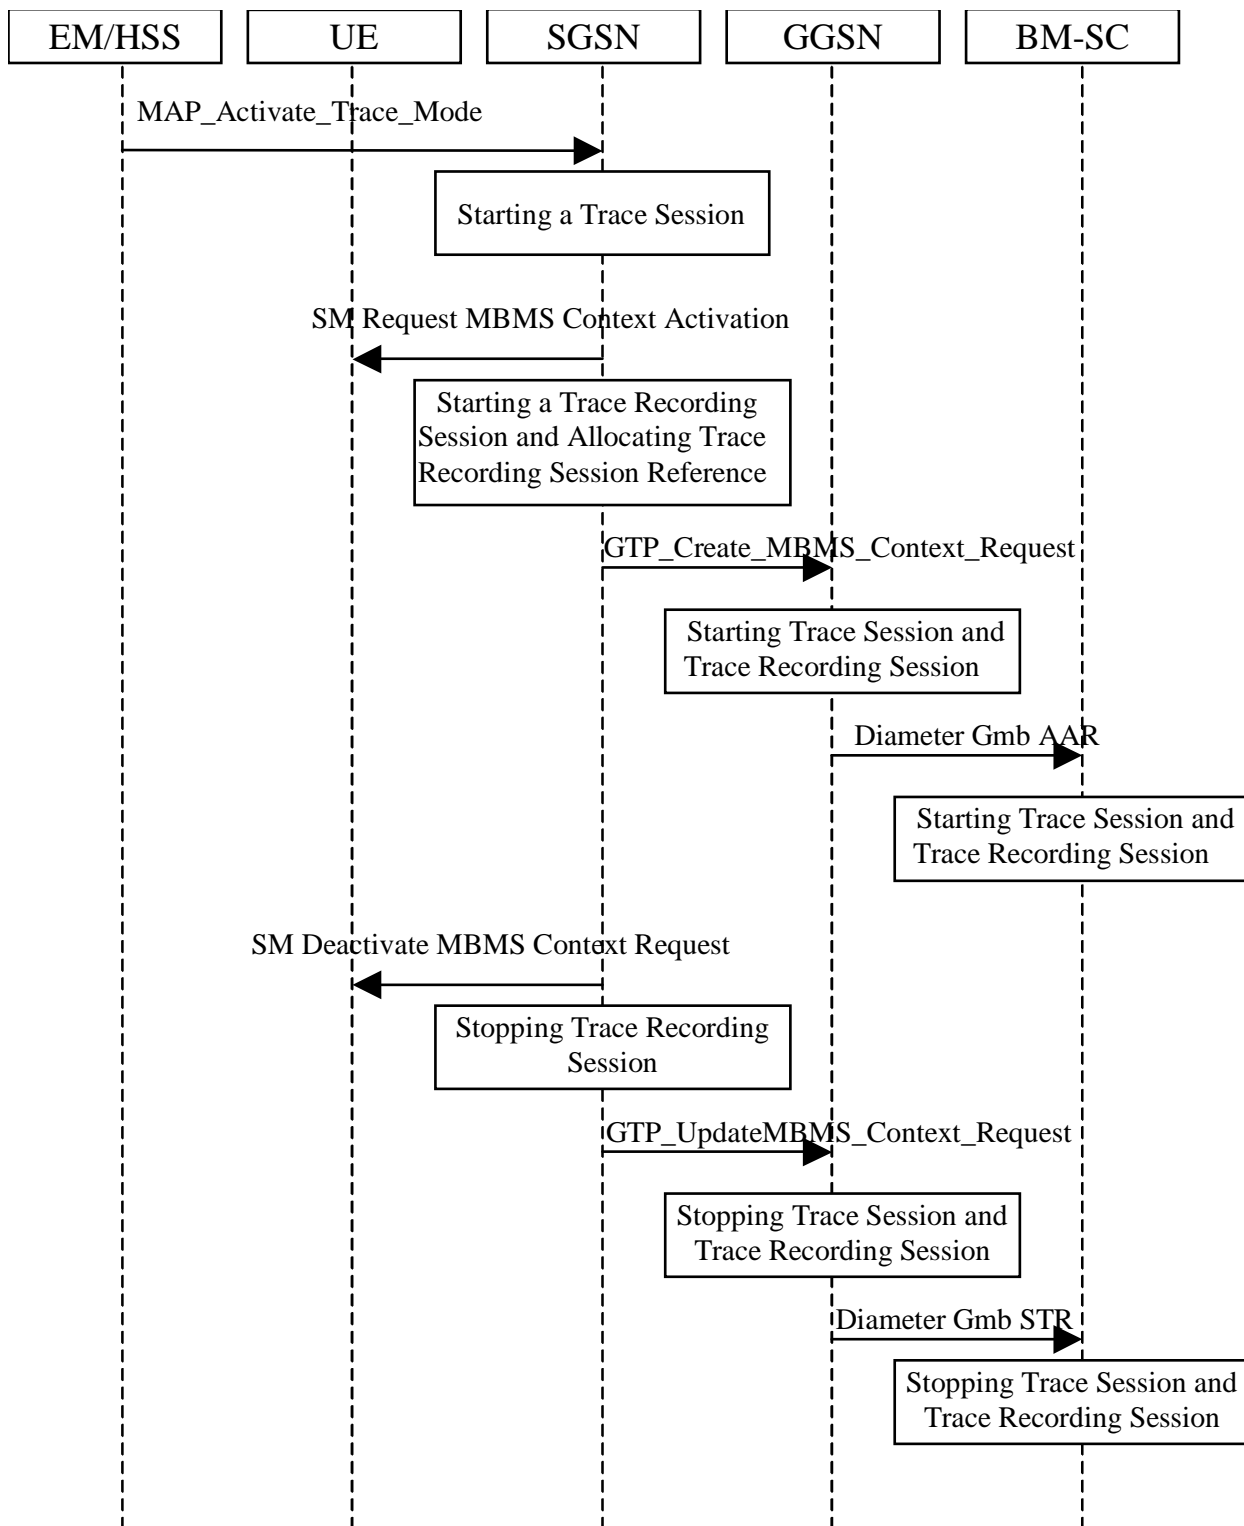 EM/HSS
UE
SGSN
GGSN
BM-SC
MAP_Activate_Trace_Mode
Starting a Trace Session
SM Request MBMS Context Activation
Starting a Trace Recording
Session and Allocating Trace
Recording Session Reference
GTP_Create_MBMS_Context_Request
Starting Trace Session and
Trace Recording Session
Diameter Gmb AAR
Starting Trace Session and
Trace Recording Session
SM Deactivate MBMS Context Request
Stopping Trace Recording
Session
GTP_UpdateMBMS_Context_Request
Stopping Trace Session and
Trace Recording Session
Diameter Gmb STR
Stopping Trace Session and
Trace Recording Session